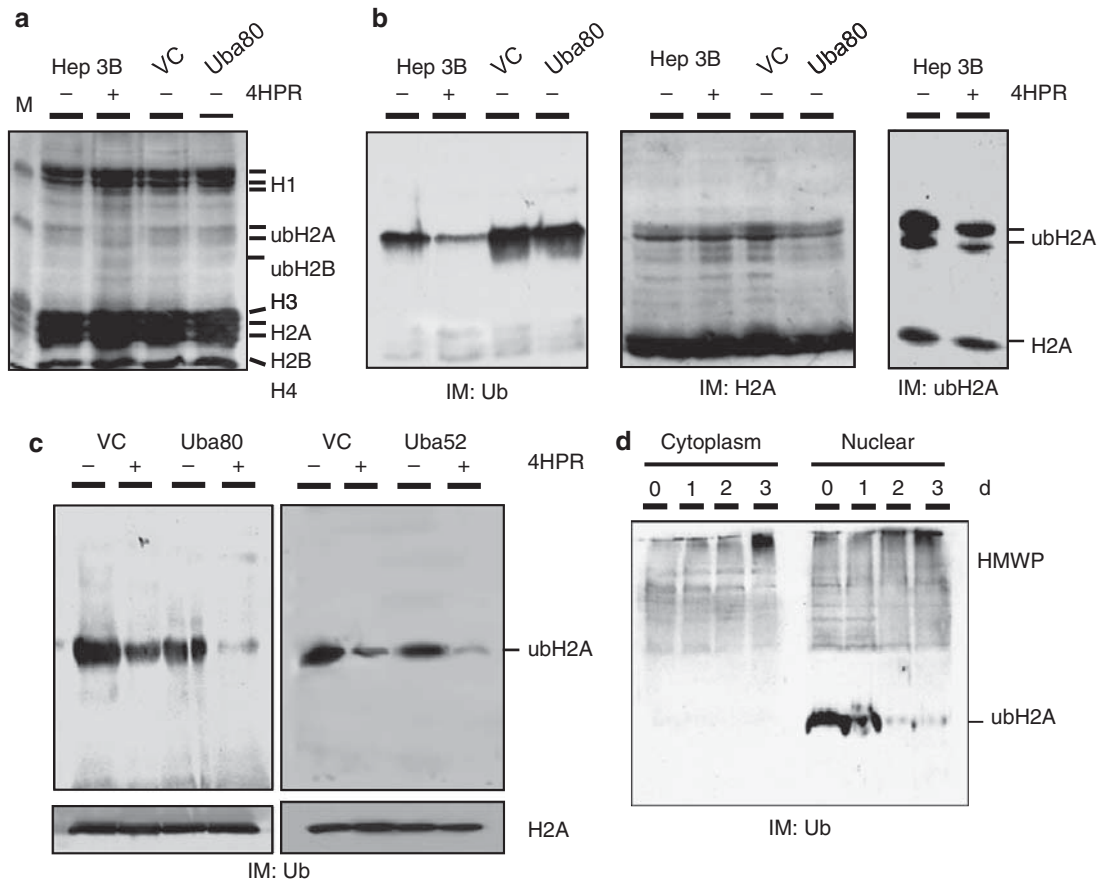 a
Hep 3B VC Uba80
M – + – – 4HPR
H1
ubH2A
ubH2B
H3
H2A
H2B
H4
b
Hep 3B VC Uba80
– + – –
IM: Ub
Hep 3B VC Uba80
– + – –
IM: H2A
Hep 3B
– + 4HPR
ubH2A
H2A
IM: ubH2A
c
VC Uba80 VC Uba52
– + – + – + – + 4HPR
ubH2A
H2A
IM: Ub
d
Cytoplasm Nuclear
0 1 2 3 0 1 2 3 d
HMWP
ubH2A
IM: Ub